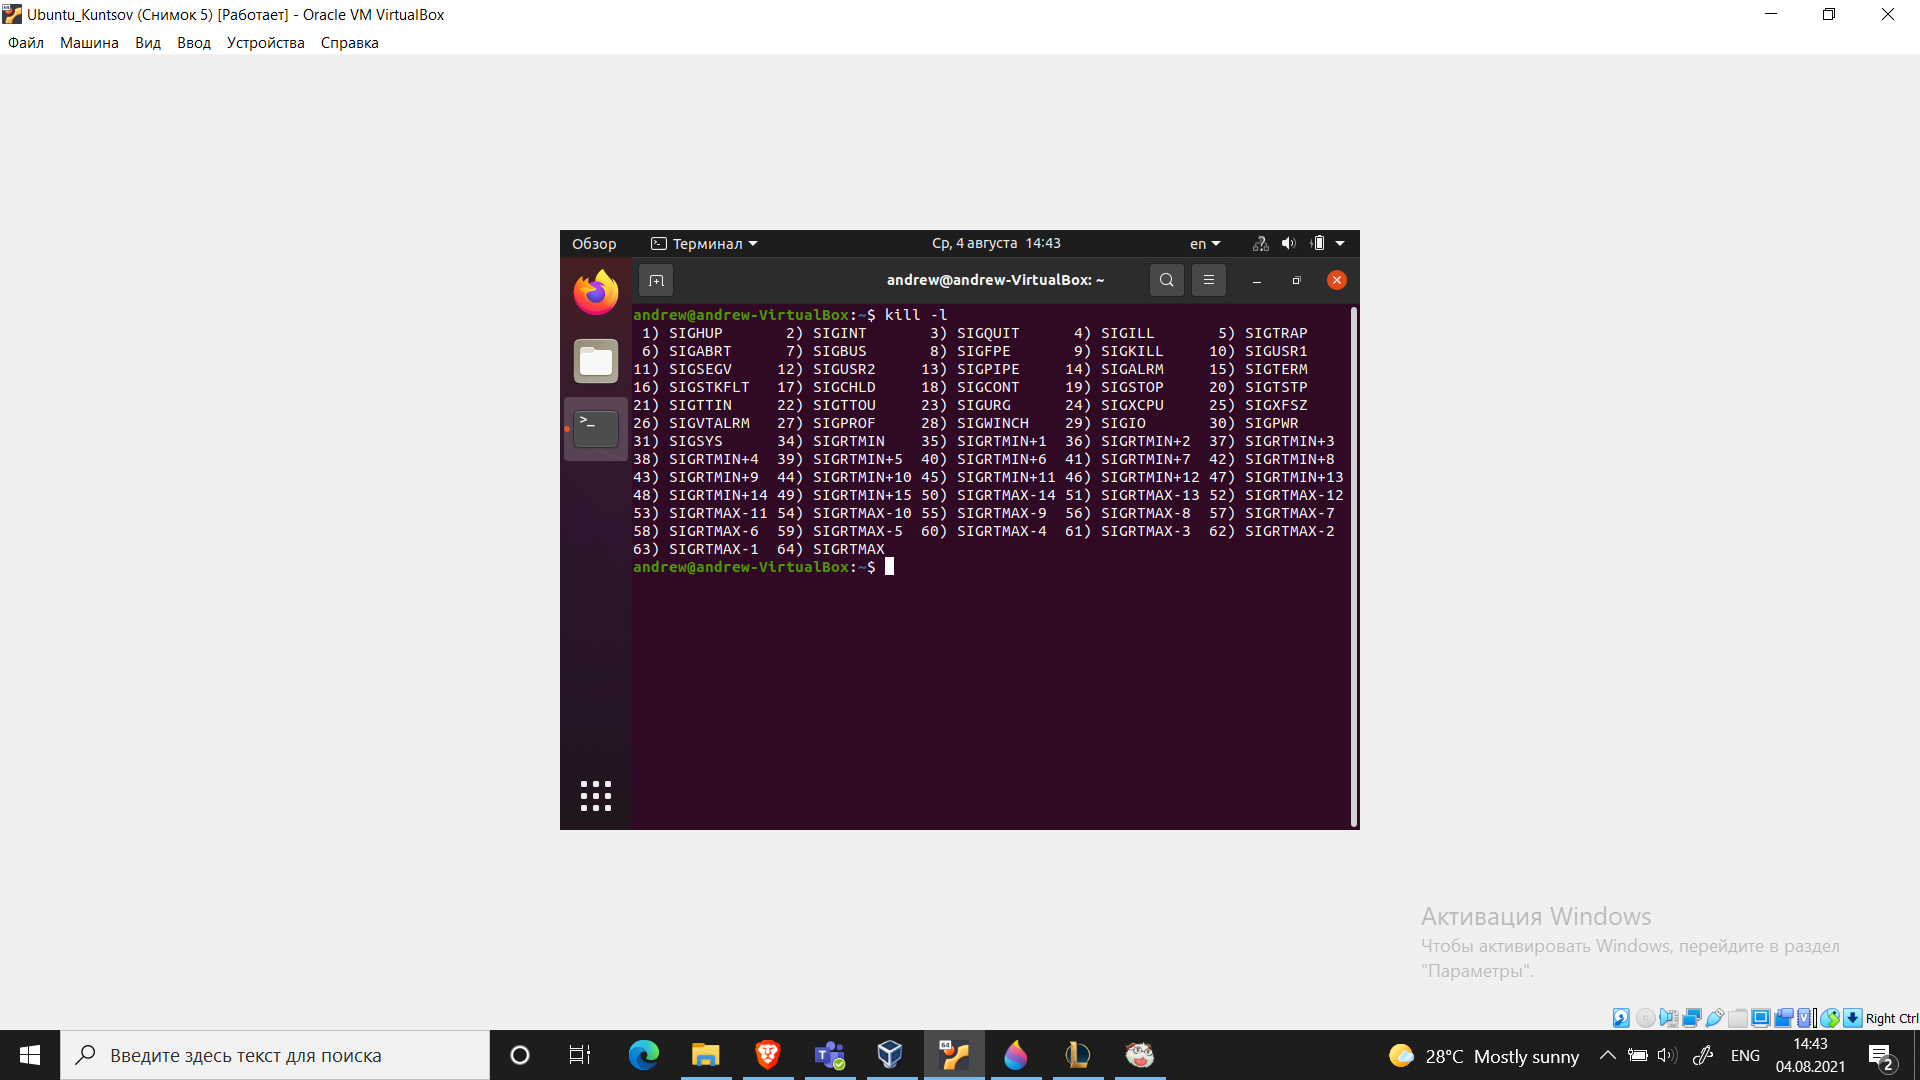 Ubuntu_Kuntsov (Снимок 5) [Работает] - Oracle VM VirtualBox
Файл Машина Вид Ввод Устройства Справка
Обзор Терминал Ср, 4 августа 14:43 en
andrew@andrew-VirtualBox: ~
andrew@andrew-VirtualBox:~$ kill -l
1) SIGHUP 2) SIGINT 3) SIGQUIT 4) SIGILL 5) SIGTRAP
6) SIGABRT 7) SIGBUS 8) SIGFPE 9) SIGKILL 10) SIGUSR1
11) SIGSEGV 12) SIGUSR2 13) SIGPIPE 14) SIGALRM 15) SIGTERM
16) SIGSTKFLT 17) SIGCHLD 18) SIGCONT 19) SIGSTOP 20) SIGTSTP
21) SIGTTIN 22) SIGTTOU 23) SIGURG 24) SIGXCPU 25) SIGXFSZ
26) SIGVTALRM 27) SIGPROF 28) SIGWINCH 29) SIGIO 30) SIGPWR
31) SIGSYS 34) SIGRTMIN 35) SIGRTMIN+1 36) SIGRTMIN+2 37) SIGRTMIN+3
38) SIGRTMIN+4 39) SIGRTMIN+5 40) SIGRTMIN+6 41) SIGRTMIN+7 42) SIGRTMIN+8
43) SIGRTMIN+9 44) SIGRTMIN+10 45) SIGRTMIN+11 46) SIGRTMIN+12 47) SIGRTMIN+13
48) SIGRTMIN+14 49) SIGRTMIN+15 50) SIGRTMAX-14 51) SIGRTMAX-13 52) SIGRTMAX-12
53) SIGRTMAX-11 54) SIGRTMAX-10 55) SIGRTMAX-9 56) SIGRTMAX-8 57) SIGRTMAX-7
58) SIGRTMAX-6 59) SIGRTMAX-5 60) SIGRTMAX-4 61) SIGRTMAX-3 62) SIGRTMAX-2
63) SIGRTMAX-1 64) SIGRTMAX
andrew@andrew-VirtualBox:~$
Активация Windows
Чтобы активировать Windows, перейдите в раздел
"Параметры".
Right Ctrl
Введите здесь текст для поиска
28°C Mostly sunny
ENG
14:43
04.08.2021
2